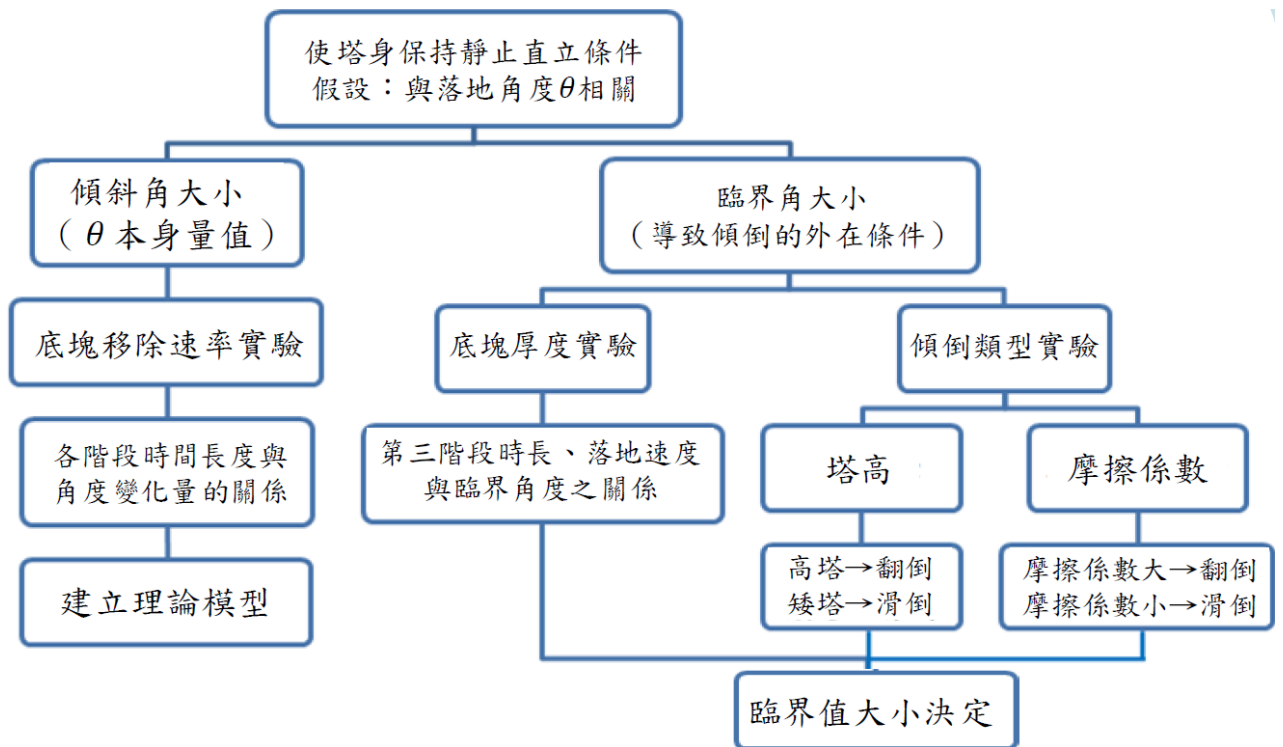 使塔身保持靜止直立條件
假設：與落地角度θ相關
傾斜角大小
（θ本身量值）
臨界角大小
（導致傾倒的外在條件）
底塊移除速率實驗
底塊厚度實驗
傾倒類型實驗
各階段時間長度與
角度變化量的關係
第三階段時長、落地速度
與臨界角度之關係
塔高
摩擦係數
建立理論模型
高塔→翻倒
矮塔→滑倒
摩擦係數大→翻倒
摩擦係數小→滑倒
臨界值大小決定